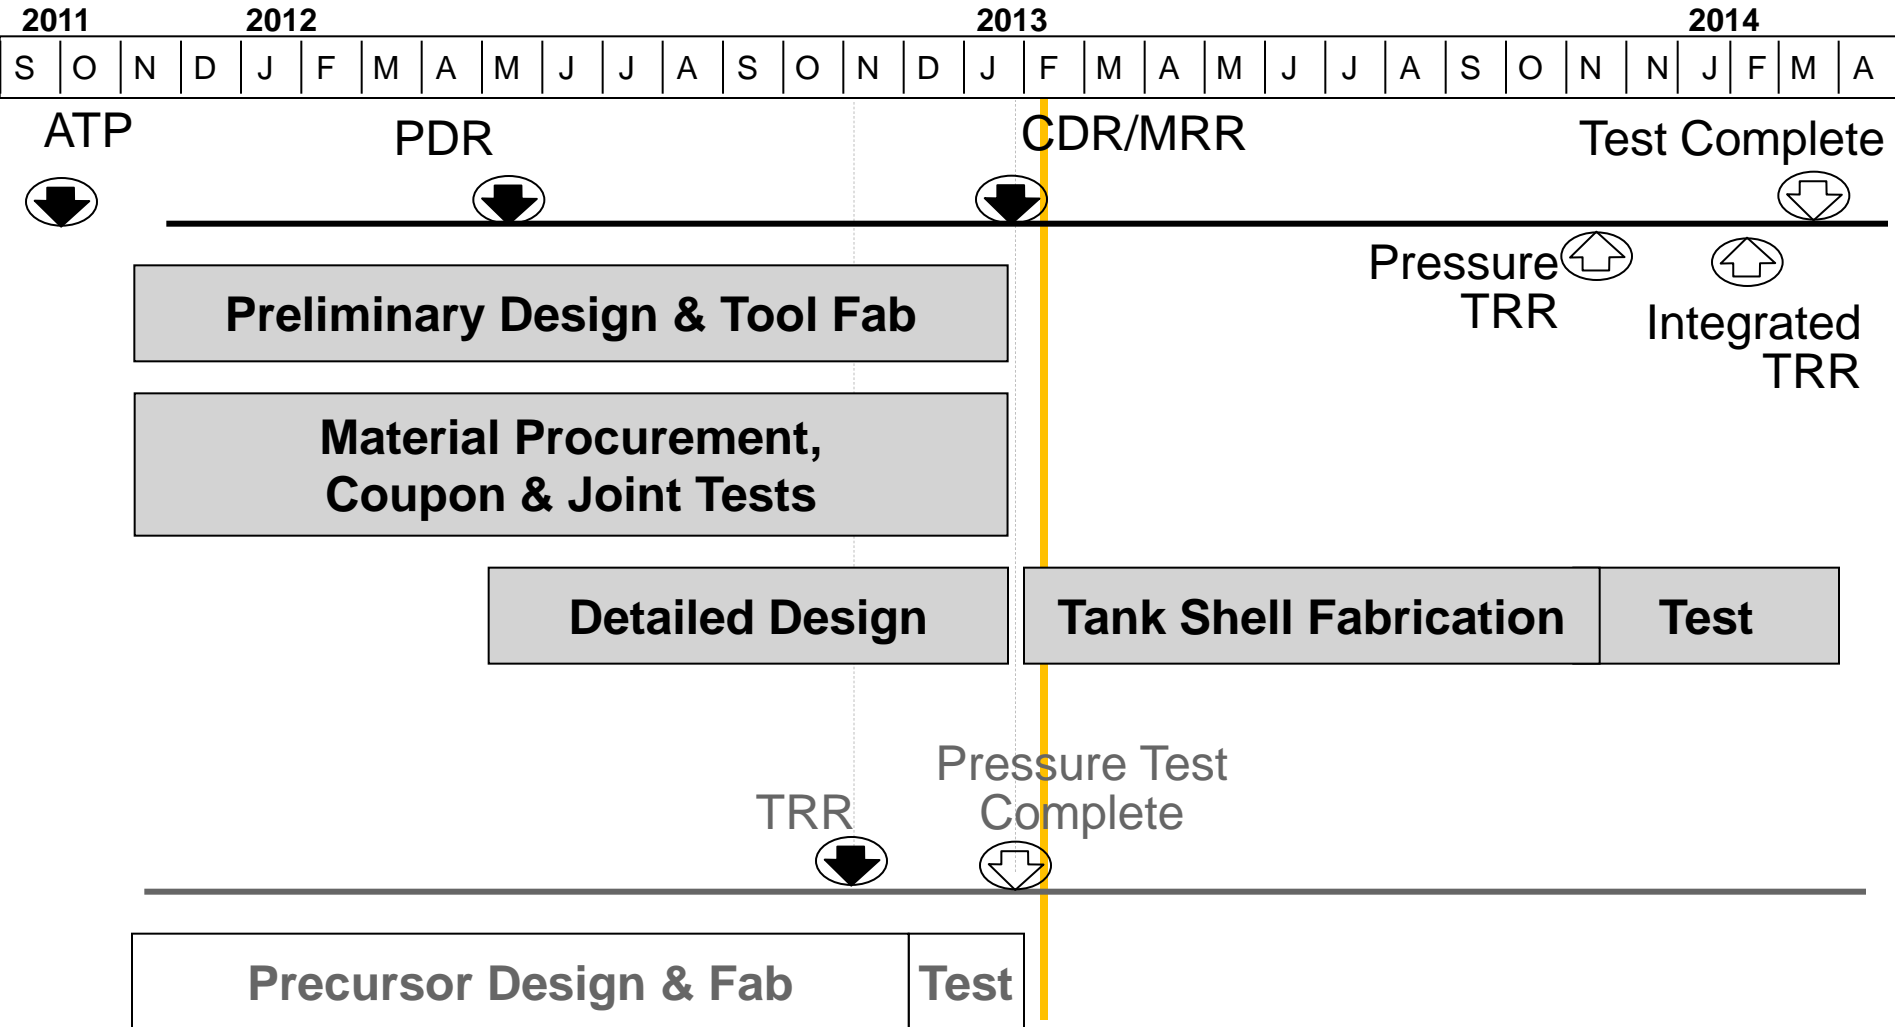 2011 2012 2013 2014
S O N D J F M A M J J A S O N D J F M A M J J A S O N N J F M A
ATP PDR CDR/MRR Test Complete
Pressure
TRR
Integrated
TRR
Preliminary Design & Tool Fab
Material Procurement,
Coupon & Joint Tests
Detailed Design Tank Shell Fabrication Test
Pressure Test
Complete
TRR
Precursor Design & Fab Test